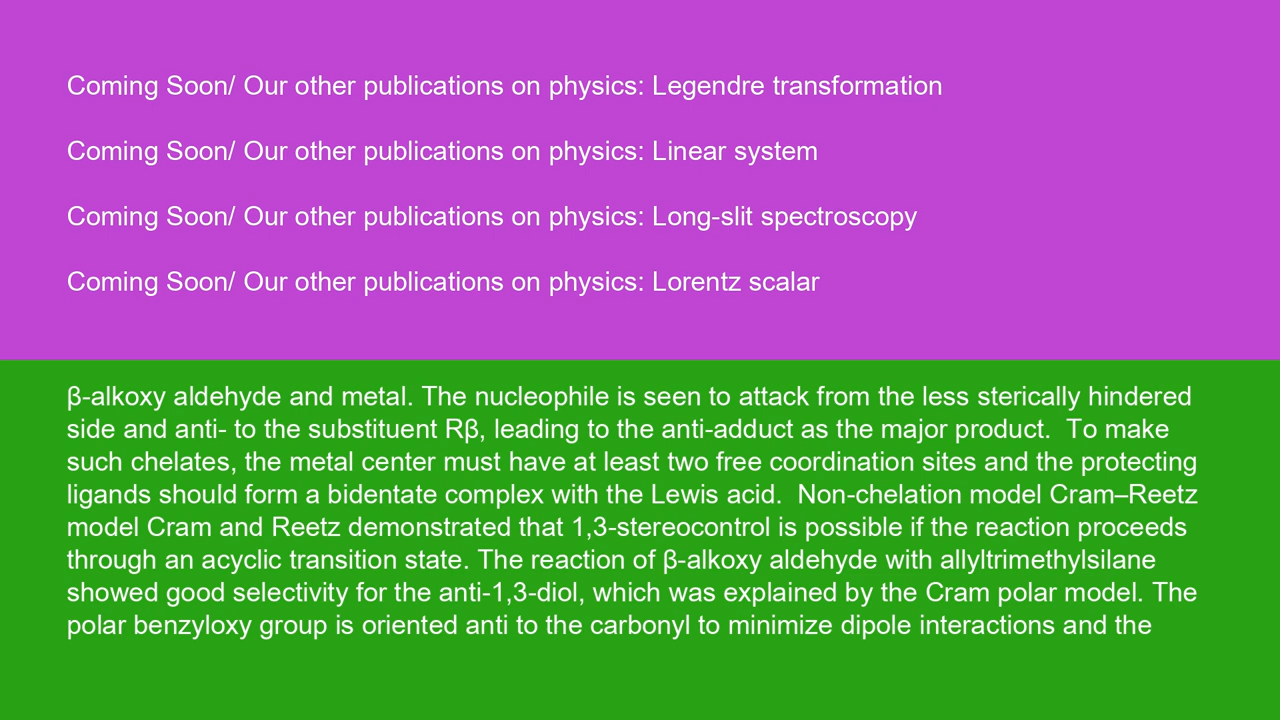 Coming Soon/ Our other publications on physics: Legendre transformation
Coming Soon/ Our other publications on physics: Linear system
Coming Soon/ Our other publications on physics: Long-slit spectroscopy
Coming Soon/ Our other publications on physics: Lorentz scalar
β-alkoxy aldehyde and metal. The nucleophile is seen to attack from the less sterically hindered
side and anti- to the substituent Rβ, leading to the anti-adduct as the major product.  To make
such chelates, the metal center must have at least two free coordination sites and the protecting
ligands should form a bidentate complex with the Lewis acid.  Non-chelation model Cram–Reetz
model Cram and Reetz demonstrated that 1,3-stereocontrol is possible if the reaction proceeds
through an acyclic transition state. The reaction of β-alkoxy aldehyde with allyltrimethylsilane
showed good selectivity for the anti-1,3-diol, which was explained by the Cram polar model. The
polar benzyloxy group is oriented anti to the carbonyl to minimize dipole interactions and the